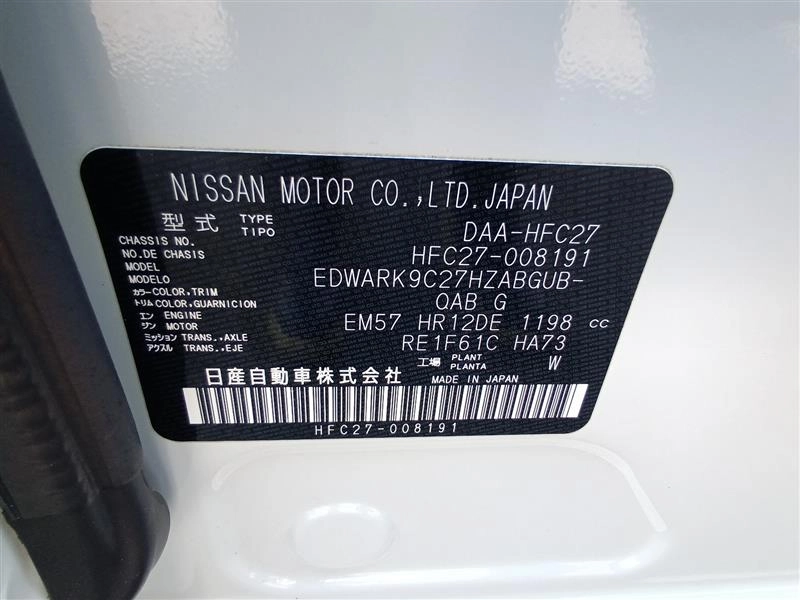 NISSAN MOTOR CO.,LTD.JAPAN
型式 TYPE TIPO DAA-HFC27
CHASSIS NO. NO.DE CHASIS HFC27-008191
MODEL MODELO EDWARK9C27HZABGUB-
カラー COLOR,TRIM トリム COLOR,GUARNICION QAB G
エンジン ENGINE MOTOR EM57 HR12DE 1198 cc
ミッション アクスル TRANS.,AXLE TRANS.,EJE RE1F61C HA73
工場 PLANT PLANTA W
日産自動車株式会社 MADE IN JAPAN
HFC27-008191